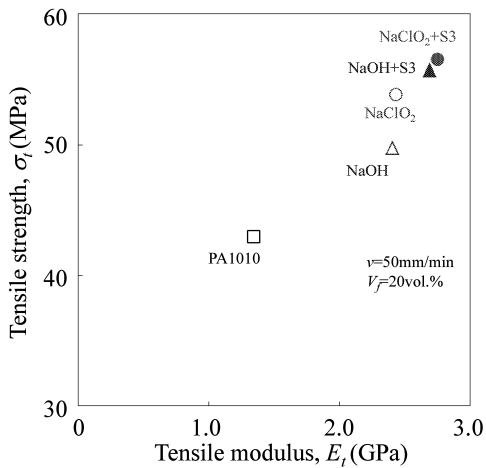 60
NaClO₂+S3
NaOH+S3
NaClO₂
50
NaOH
Tensile strength, σₜ(MPa)
PA1010
v=50mm/min
V_f=20vol.%
40
30
0 1.0 2.0 3.0
Tensile modulus, Eₜ(GPa)